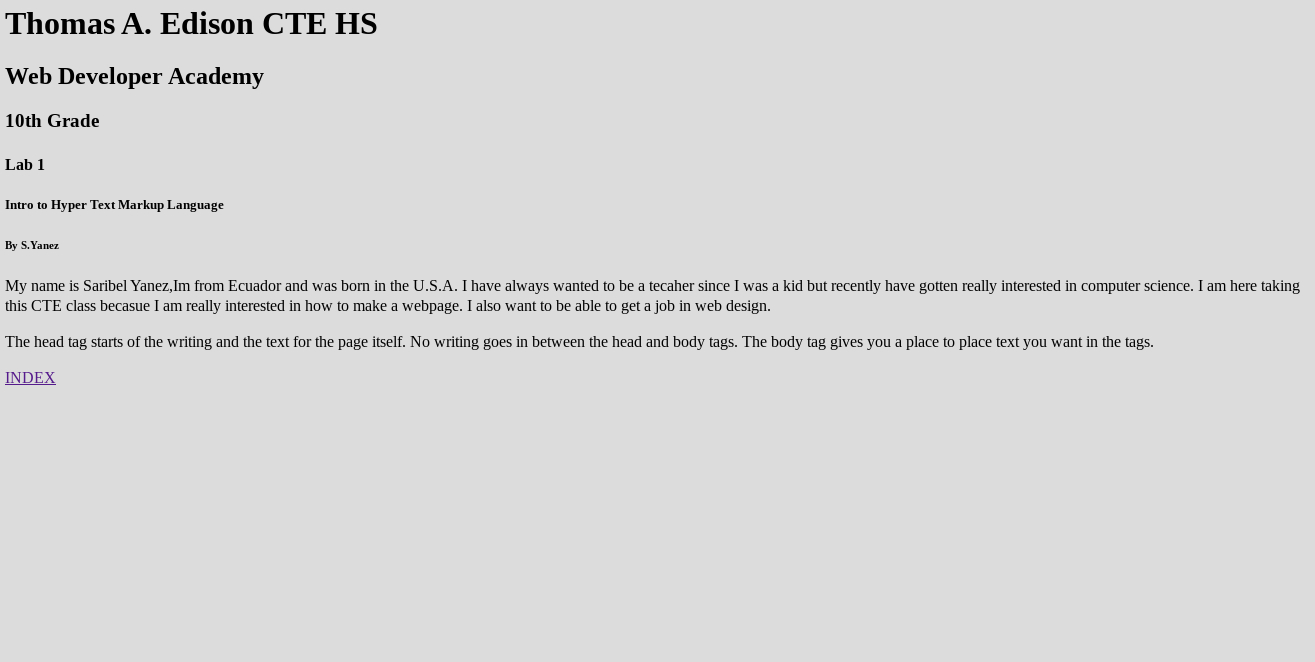 Thomas A. Edison CTE HS
Web Developer Academy
10th Grade
Lab 1
Intro to Hyper Text Markup Language
By S.Yanez
My name is Saribel Yanez,Im from Ecuador and was born in the U.S.A. I have always wanted to be a tecaher since I was a kid but recently have gotten really interested in computer science. I am here taking
this CTE class becasue I am really interested in how to make a webpage. I also want to be able to get a job in web design.
The head tag starts of the writing and the text for the page itself. No writing goes in between the head and body tags. The body tag gives you a place to place text you want in the tags.
INDEX